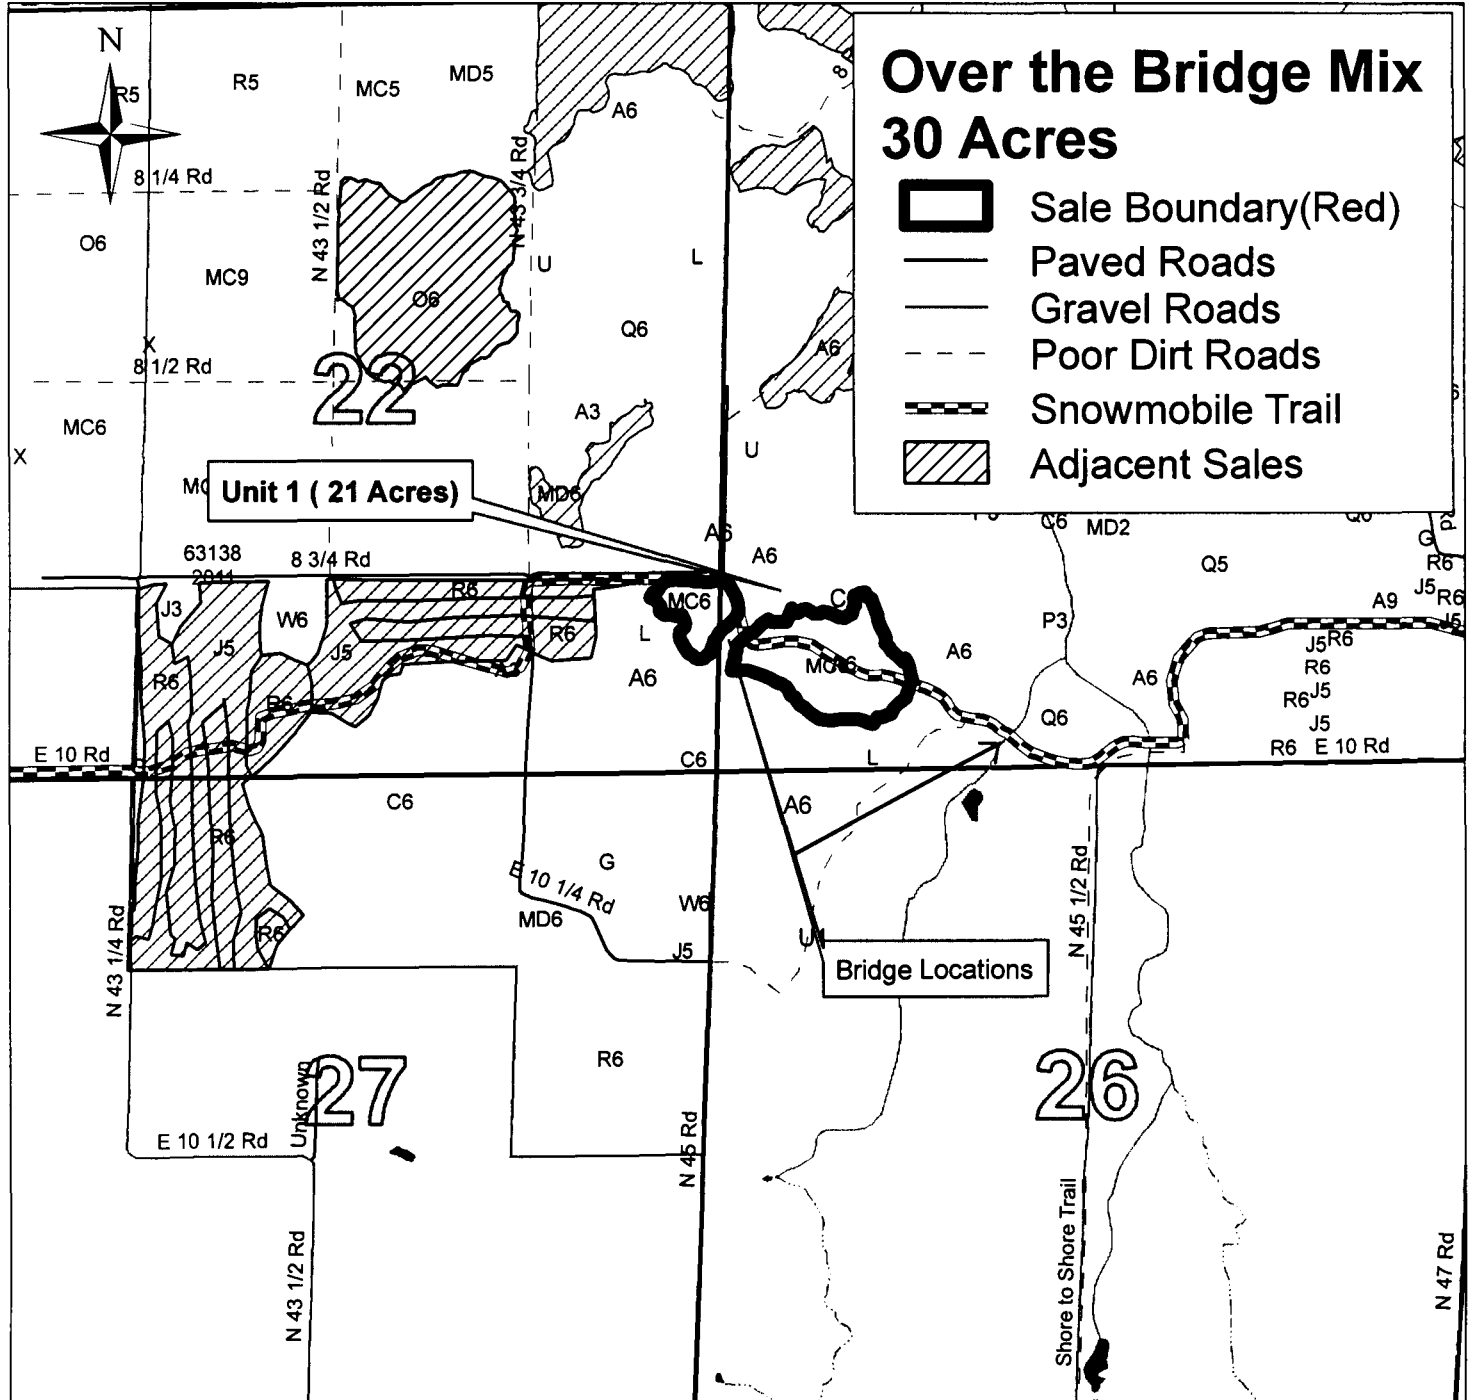 Over the Bridge Mix
30 Acres
Sale Boundary(Red)
Paved Roads
Gravel Roads
Poor Dirt Roads
Snowmobile Trail
Adjacent Sales
N
R5
R5
MC5
MD5
A6
8 1/4 Rd
N 43 1/2 Rd
N 43 3/4 Rd
O6
MC9
O6
U
L
Q6
A6
X
8 1/2 Rd
22
MC6
A3
U
X
Unit 1 ( 21 Acres)
MD6
A6
A6
C6
MD2
Q5
G
R6
63138
2011
8 3/4 Rd
J3
W6
R6
MC6
C
J5
R6
A9
J5
J5
J5
R6
L
P3
J5
R6
R6
A6
A6
A6
R6
R6
J5
R6
Q6
J5
E 10 Rd
C6
L
R6
E 10 Rd
C6
A6
R6
G
E 10 1/4 Rd
W6
N 45 1/2 Rd
R6
MD6
J5
Bridge Locations
N 43 1/4 Rd
27
Unknown
R6
26
E 10 1/2 Rd
N 45 Rd
N 43 1/2 Rd
Shore to Shore Trail
N 47 Rd